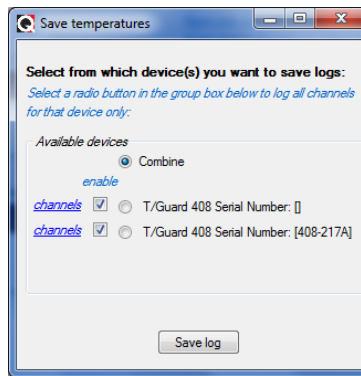 Save temperatures
Select from which device(s) you want to save logs:
Select a radio button in the group box below to log all channels
for that device only:
Available devices
Combine
enable
channels T/Guard 408 Serial Number: []
channels T/Guard 408 Serial Number: [408-217A]
Save log